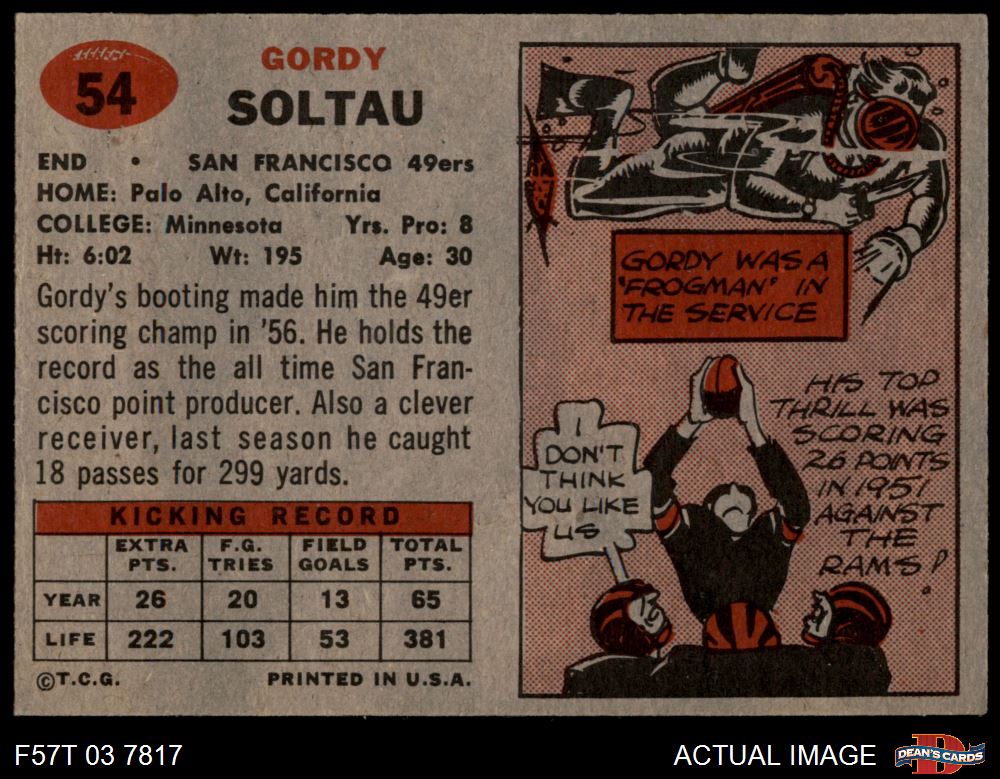 54
GORDY
SOLTAU
END • SAN FRANCISCO 49ers
HOME: Palo Alto, California
COLLEGE: Minnesota Yrs. Pro: 8
Ht: 6:02 Wt: 195 Age: 30
Gordy's booting made him the 49er
scoring champ in '56. He holds the
record as the all time San Fran-
cisco point producer. Also a clever
receiver, last season he caught
18 passes for 299 yards.
KICKING RECORD
EXTRA PTS. F.G. TRIES FIELD GOALS TOTAL PTS.
YEAR 26 20 13 65
LIFE 222 103 53 381
©T.C.G. PRINTED IN U.S.A.
GORDY WAS A
'FROGMAN' IN
THE SERVICE
HIS TOP
THRILL WAS
SCORING
26 POINTS
IN 1951
AGAINST
THE
RAMS!
I
DON'T
THINK
YOU LIKE
US
F57T 03 7817
ACTUAL IMAGE
D
DEAN'S CARDS